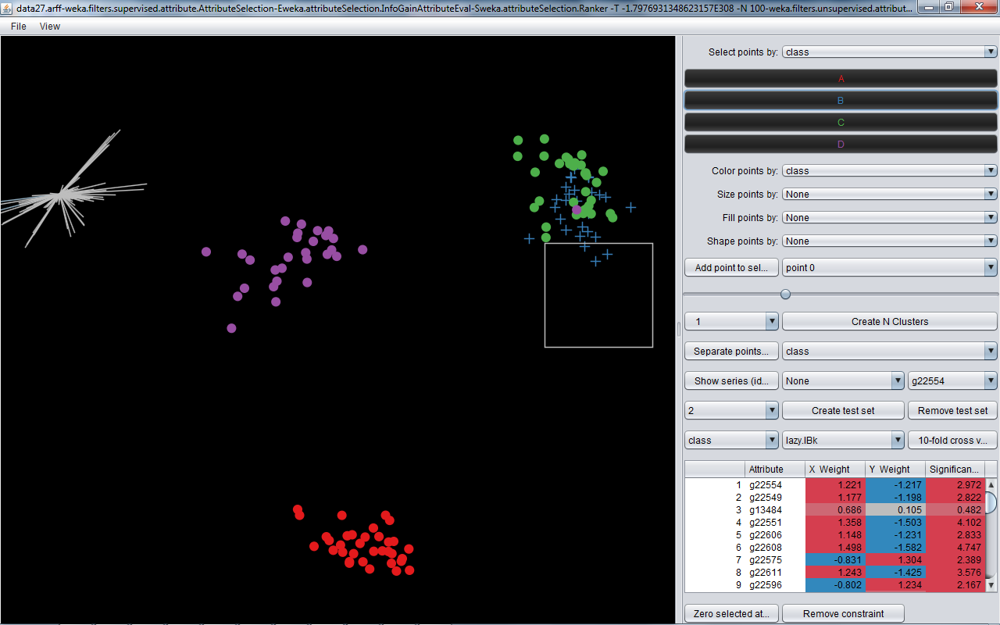 data27.arff-weka.filters.supervised.attribute.AttributeSelection-Eweka.attributeSelection.InfoGainAttributeEval-Sweka.attributeSelection.Ranker -T -1.7976931348623157E308 -N 100-weka.filters.unsupervised.attribut...
File View
Select points by: class
A
B
C
D
Color points by: class
Size points by: None
Fill points by: None
Shape points by: None
Add point to sel... point 0
1 Create N Clusters
Separate points... class
Show series (id... None g22554
2 Create test set Remove test set
class lazy.IBk 10-fold cross v...
Attribute X Weight Y Weight Significan...
1 g22554 1.221 -1.217 2.972
2 g22549 1.177 -1.198 2.822
3 g13484 0.686 0.105 0.482
4 g22551 1.358 -1.503 4.102
5 g22606 1.148 -1.231 2.833
6 g22608 1.498 -1.582 4.747
7 g22575 -0.831 1.304 2.389
8 g22611 1.243 -1.425 3.576
9 g22596 -0.802 1.234 2.167
Zero selected at... Remove constraint